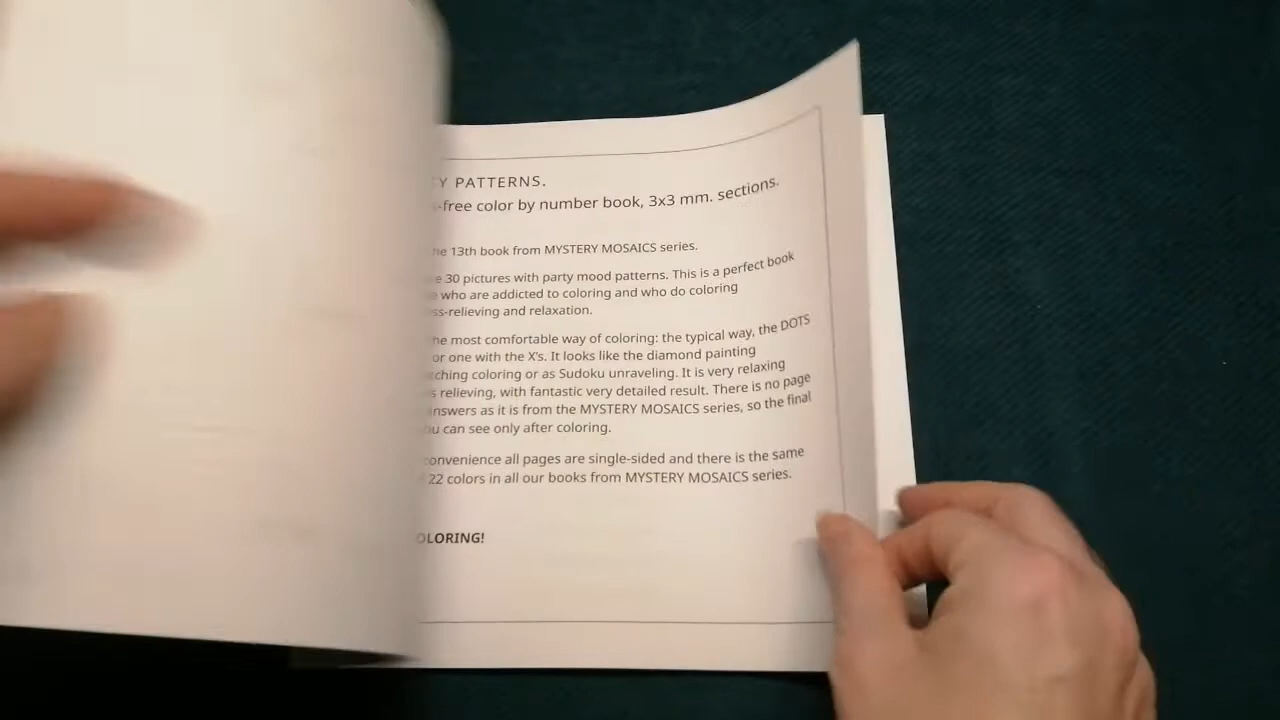 PATTERNS.
-free color by number book, 3x3 mm. sections.
13th book from MYSTERY MOSAICS series.
30 pictures with party mood patterns. This is a perfect book
who are addicted to coloring and who do coloring
ss-relieving and relaxation.
most comfortable way of coloring: the typical way, the DOTS
or one with the X's. It looks like the diamond painting
ching coloring or as Sudoku unraveling. It is very relaxing
relieving, with fantastic very detailed result. There is no page
answers as it is from the MYSTERY MOSAICS series, so the final
can see only after coloring.
convenience all pages are single-sided and there is the same
22 colors in all our books from MYSTERY MOSAICS series.
OLORING!